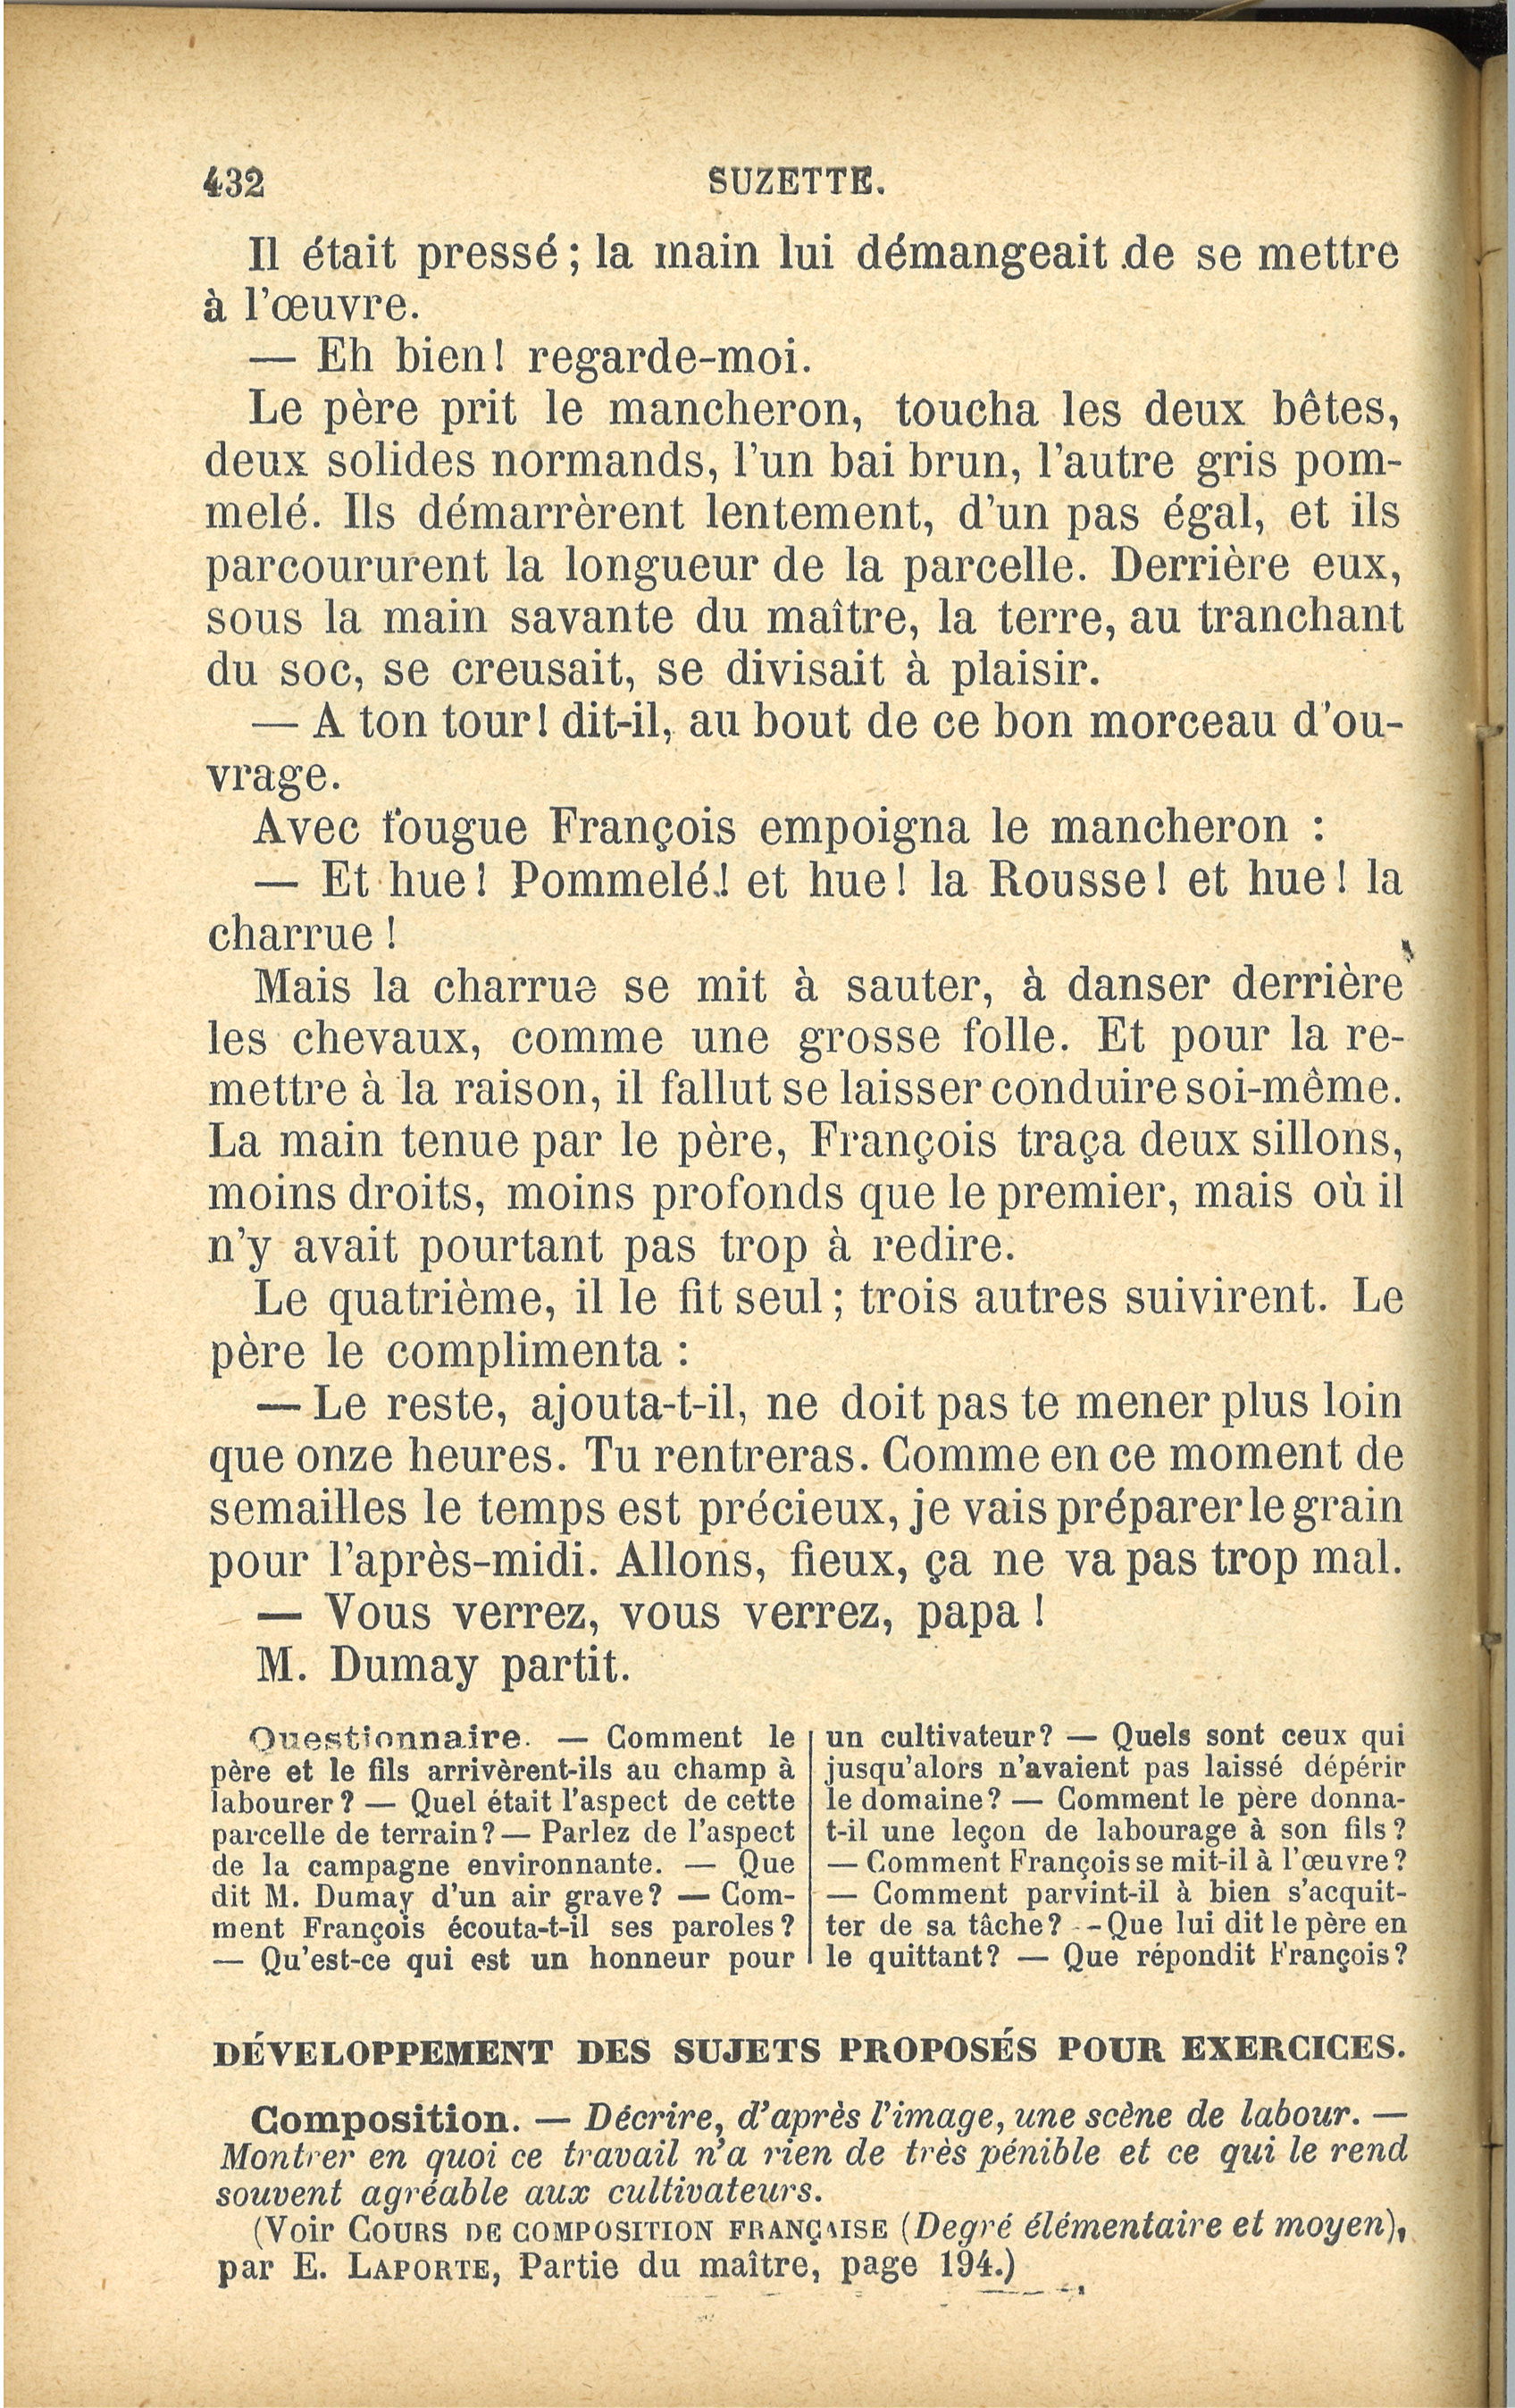 432 SUZETTE.
Il était pressé ; la main lui démangeait de se mettre
à l'œuvre.
— Eh bien ! regarde-moi.
Le père prit le mancheron, toucha les deux bêtes,
deux solides normands, l'un bai brun, l'autre gris pom-
melé. Ils démarrèrent lentement, d'un pas égal, et ils
parcoururent la longueur de la parcelle. Derrière eux,
sous la main savante du maître, la terre, au tranchant
du soc, se creusait, se divisait à plaisir.
— A ton tour ! dit-il, au bout de ce bon morceau d'ou-
vrage.
Avec fougue François empoigna le mancheron :
— Et hue ! Pommelé ! et hue ! la Rousse ! et hue ! la
charrue !
Mais la charrue se mit à sauter, à danser derrière
les chevaux, comme une grosse folle. Et pour la re-
mettre à la raison, il fallut se laisser conduire soi-même.
La main tenue par le père, François traça deux sillons,
moins droits, moins profonds que le premier, mais où il
n'y avait pourtant pas trop à redire.
Le quatrième, il le fit seul ; trois autres suivirent. Le
père le complimenta :
— Le reste, ajouta-t-il, ne doit pas te mener plus loin
que onze heures. Tu rentreras. Comme en ce moment de
semailles le temps est précieux, je vais préparer le grain
pour l'après-midi. Allons, fieux, ça ne va pas trop mal.
— Vous verrez, vous verrez, papa !
M. Dumay partit.
Questionnaire. — Comment le
père et le fils arrivèrent-ils au champ à
labourer ? — Quel était l'aspect de cette
parcelle de terrain ? — Parlez de l'aspect
de la campagne environnante. — Que
dit M. Dumay d'un air grave ? — Com-
ment François écouta-t-il ses paroles ?
— Qu'est-ce qui est un honneur pour
un cultivateur ? — Quels sont ceux qui
jusqu'alors n'avaient pas laissé dépérir
le domaine ? — Comment le père donna-
t-il une leçon de labourage à son fils ?
— Comment François se mit-il à l'œuvre ?
— Comment parvint-il à bien s'acquit-
ter de sa tâche ? — Que lui dit le père en
le quittant ? — Que répondit François ?
DÉVELOPPEMENT DES SUJETS PROPOSÉS POUR EXERCICES.
Composition. — Décrire, d'après l'image, une scène de labour. —
Montrer en quoi ce travail n'a rien de très pénible et ce qui le rend
souvent agréable aux cultivateurs.
(Voir COURS DE COMPOSITION FRANÇAISE (Degré élémentaire et moyen),
par E. LAPORTE, Partie du maître, page 194.)